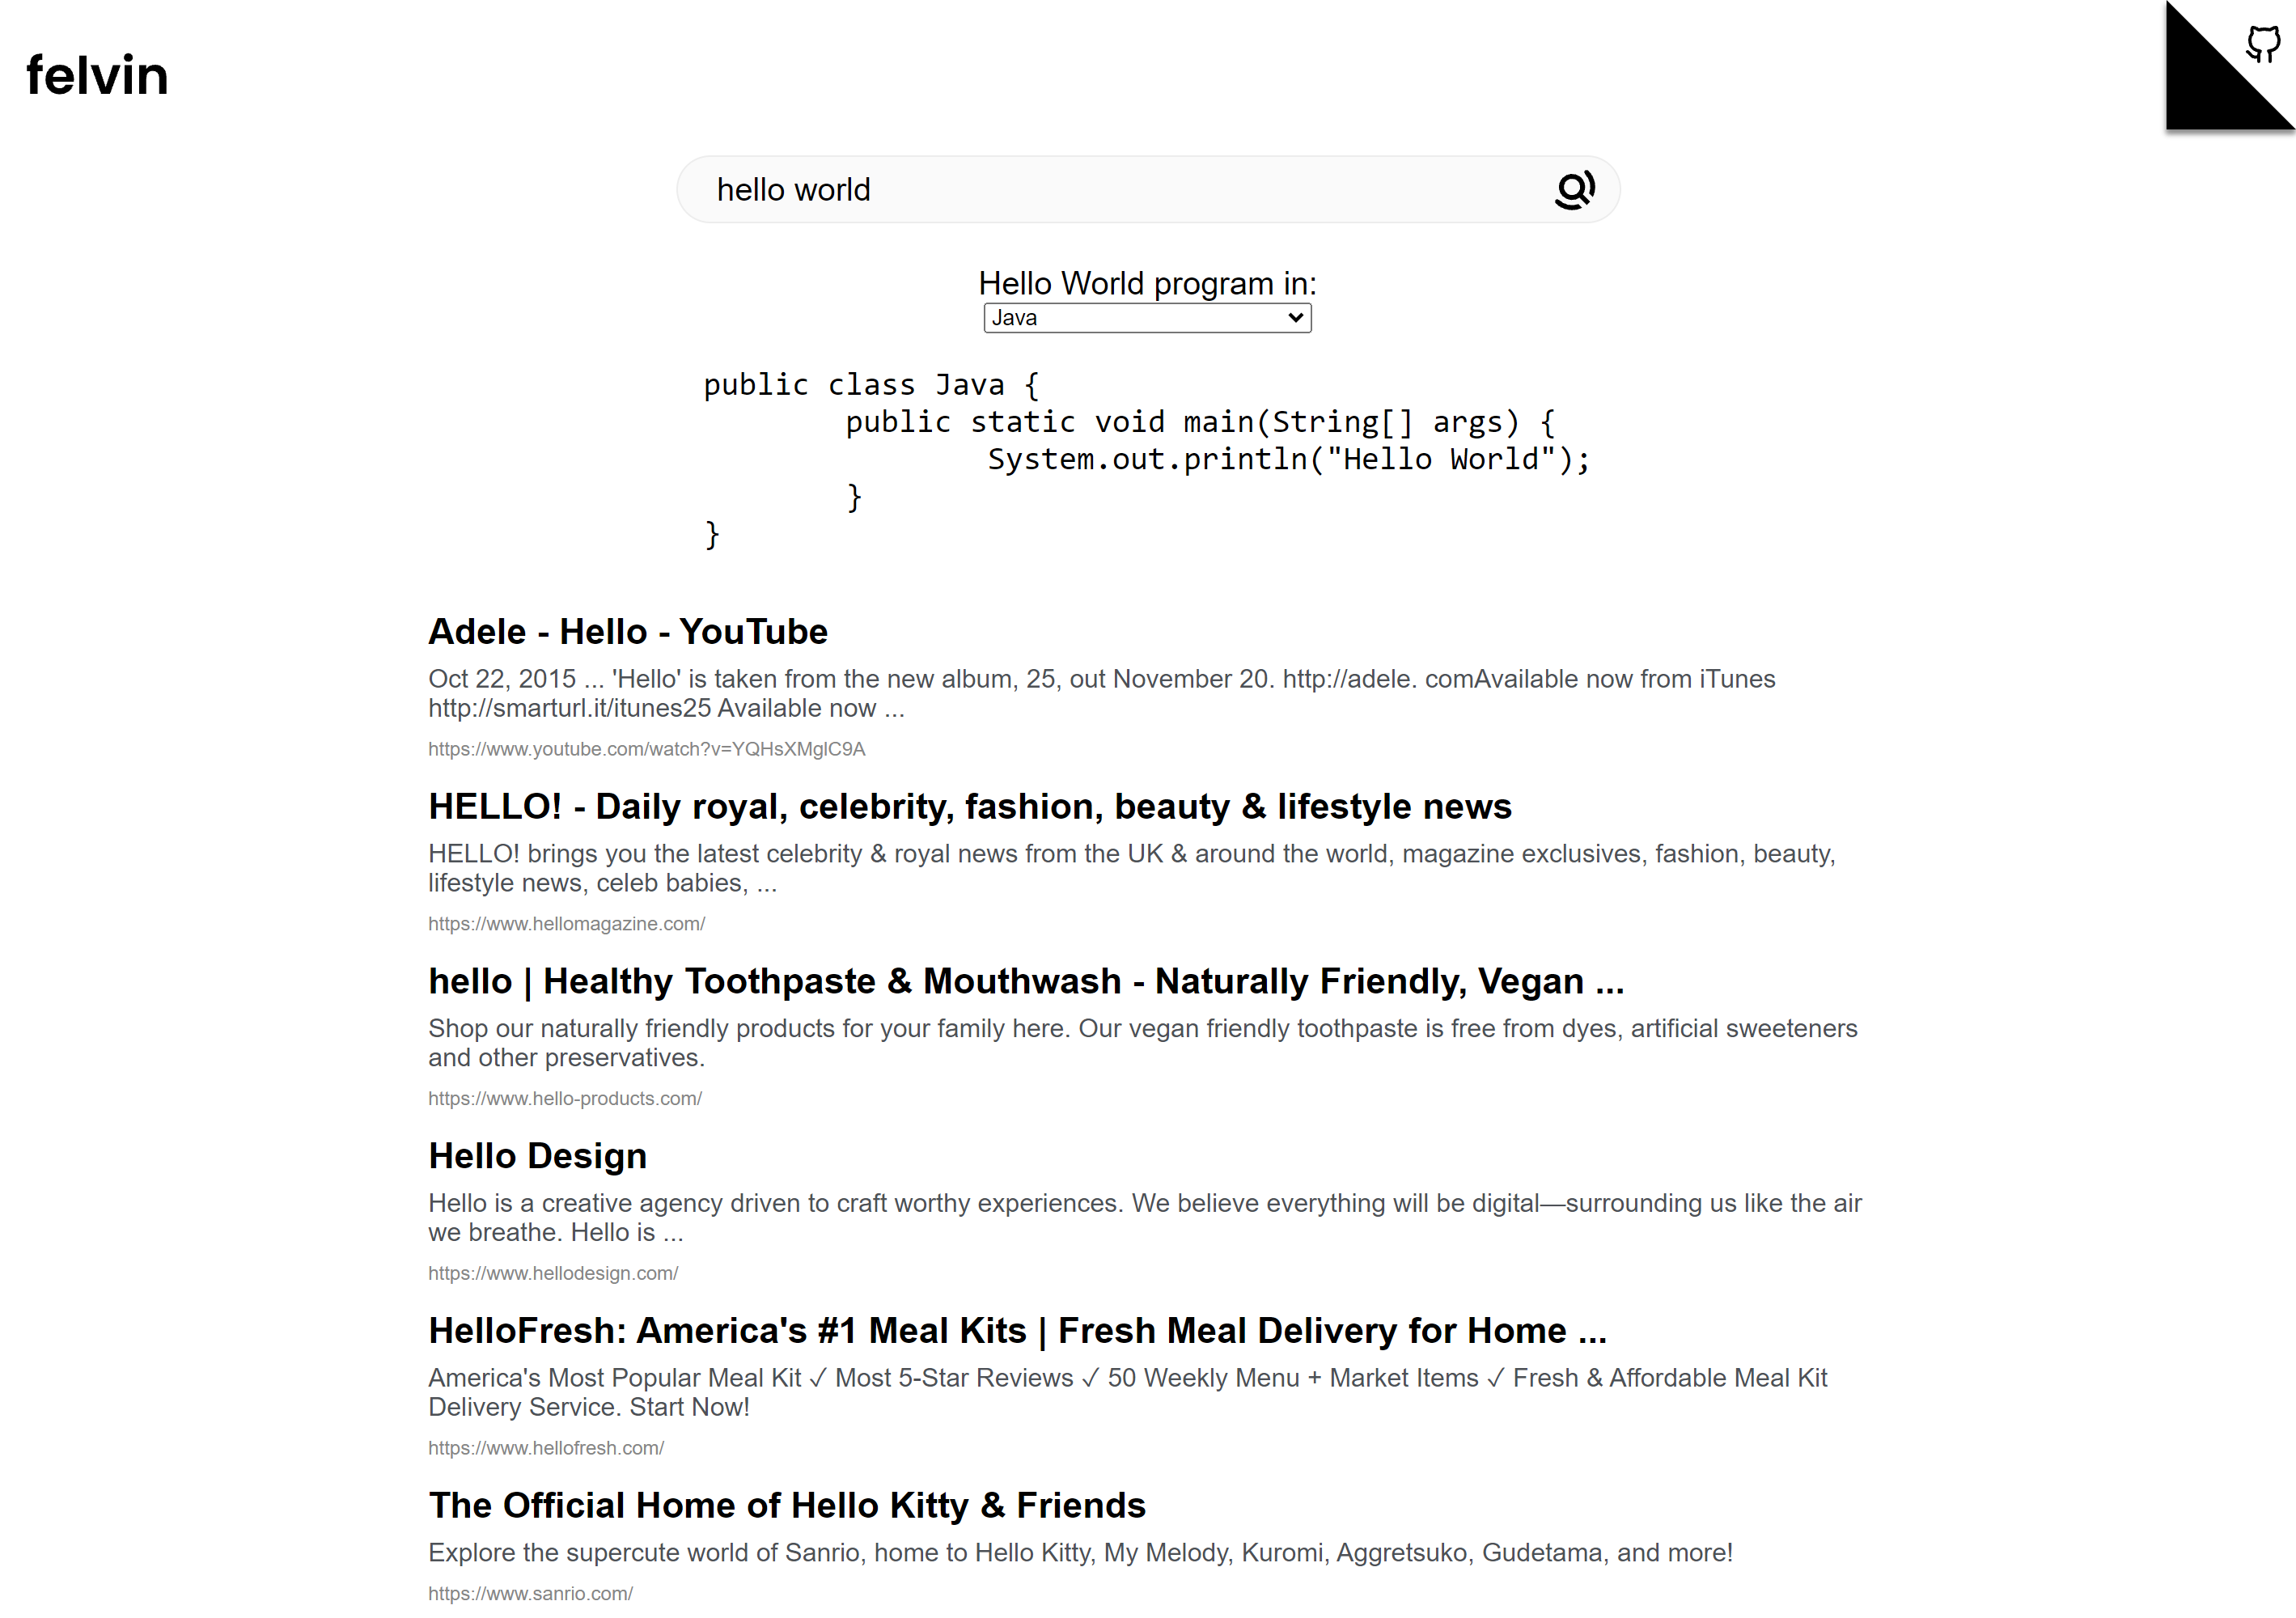 felvin
hello world
Hello World program in:
Java
public class Java {
        public static void main(String[] args) {
                System.out.println("Hello World");
        }
}
Adele - Hello - YouTube
Oct 22, 2015 ... 'Hello' is taken from the new album, 25, out November 20. http://adele. comAvailable now from iTunes
http://smarturl.it/itunes25 Available now ...
https://www.youtube.com/watch?v=YQHsXMglC9A
HELLO! - Daily royal, celebrity, fashion, beauty & lifestyle news
HELLO! brings you the latest celebrity & royal news from the UK & around the world, magazine exclusives, fashion, beauty,
lifestyle news, celeb babies, ...
https://www.hellomagazine.com/
hello | Healthy Toothpaste & Mouthwash - Naturally Friendly, Vegan ...
Shop our naturally friendly products for your family here. Our vegan friendly toothpaste is free from dyes, artificial sweeteners
and other preservatives.
https://www.hello-products.com/
Hello Design
Hello is a creative agency driven to craft worthy experiences. We believe everything will be digital—surrounding us like the air
we breathe. Hello is ...
https://www.hellodesign.com/
HelloFresh: America's #1 Meal Kits | Fresh Meal Delivery for Home ...
America's Most Popular Meal Kit ✓ Most 5-Star Reviews ✓ 50 Weekly Menu + Market Items ✓ Fresh & Affordable Meal Kit
Delivery Service. Start Now!
https://www.hellofresh.com/
The Official Home of Hello Kitty & Friends
Explore the supercute world of Sanrio, home to Hello Kitty, My Melody, Kuromi, Aggretsuko, Gudetama, and more!
https://www.sanrio.com/